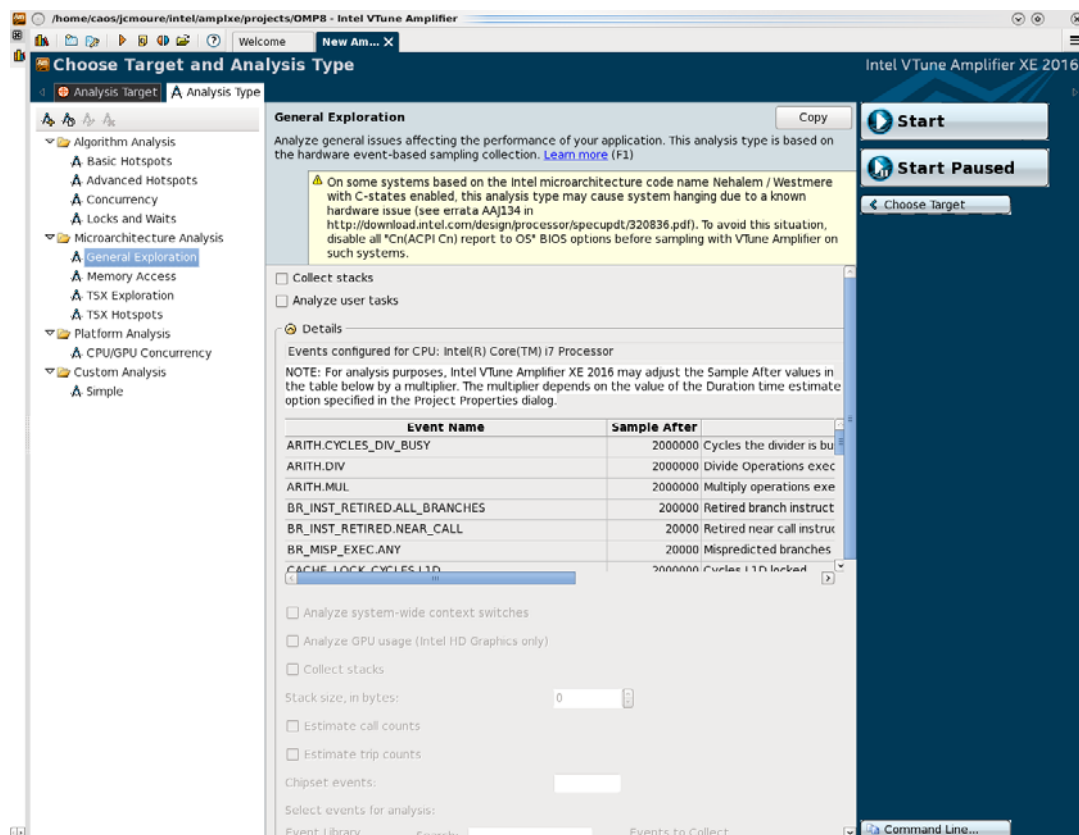 /home/caos/jcmoure/intel/amplxe/projects/OMP8 - Intel VTune Amplifier
Welcome
New Am... X
Choose Target and Analysis Type
Intel VTune Amplifier XE 2016
Analysis Target
Analysis Type
Algorithm Analysis
Basic Hotspots
Advanced Hotspots
Concurrency
Locks and Waits
Microarchitecture Analysis
General Exploration
Memory Access
TSX Exploration
TSX Hotspots
Platform Analysis
CPU/GPU Concurrency
Custom Analysis
Simple
General Exploration
Copy
Analyze general issues affecting the performance of your application. This analysis type is based on
the hardware event-based sampling collection. Learn more (F1)
On some systems based on the Intel microarchitecture code name Nehalem / Westmere
with C-states enabled, this analysis type may cause system hanging due to a known
hardware issue (see errata AAJ134 in
http://download.intel.com/design/processor/specupdt/320836.pdf). To avoid this situation,
disable all "Cn(ACPI Cn) report to OS" BIOS options before sampling with VTune Amplifier on
such systems.
Collect stacks
Analyze user tasks
Details
Events configured for CPU: Intel(R) Core(TM) i7 Processor
NOTE: For analysis purposes, Intel VTune Amplifier XE 2016 may adjust the Sample After values in
the table below by a multiplier. The multiplier depends on the value of the Duration time estimate
option specified in the Project Properties dialog.
Event Name Sample After
ARITH.CYCLES_DIV_BUSY 2000000 Cycles the divider is bu
ARITH.DIV 2000000 Divide Operations exec
ARITH.MUL 2000000 Multiply operations exe
BR_INST_RETIRED.ALL_BRANCHES 200000 Retired branch instruct
BR_INST_RETIRED.NEAR_CALL 20000 Retired near call instruc
BR_MISP_EXEC.ANY 20000 Mispredicted branches
CACHE_LOCK_CYCLES.L1D 2000000 Cycles L1D locked
Analyze system-wide context switches
Analyze GPU usage (Intel HD Graphics only)
Collect stacks
Stack size, in bytes: 0
Estimate call counts
Estimate trip counts
Chipset events:
Select events for analysis:
Event Library Search: Events to Collect
Start
Start Paused
Choose Target
Command Line...